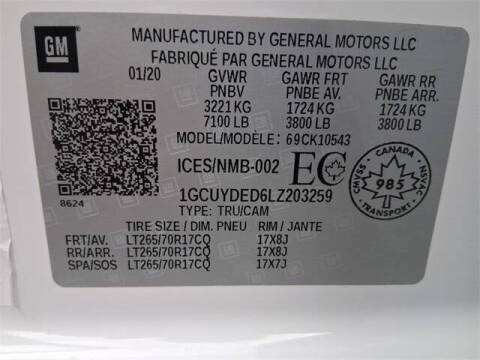 GM
MANUFACTURED BY GENERAL MOTORS LLC
FABRIQUÉ PAR GENERAL MOTORS LLC
01/20 GVWR GAWR FRT GAWR RR
PNBV PNBE AV. PNBE ARR.
3221 KG 1724 KG 1724 KG
7100 LB 3800 LB 3800 LB
MODEL/MODÈLE: 69CK10543
ICES/NMB-002 EC
CANADA
985
TRANSPORT
NSVAC
NMVSS
8624
1GCUYDED6LZ203259
TYPE: TRU/CAM
TIRE SIZE / DIM. PNEU RIM / JANTE
FRT/AV. LT265/70R17CQ 17X8J
RR/ARR. LT265/70R17CQ 17X8J
SPA/SOS LT265/70R17CQ 17X7J